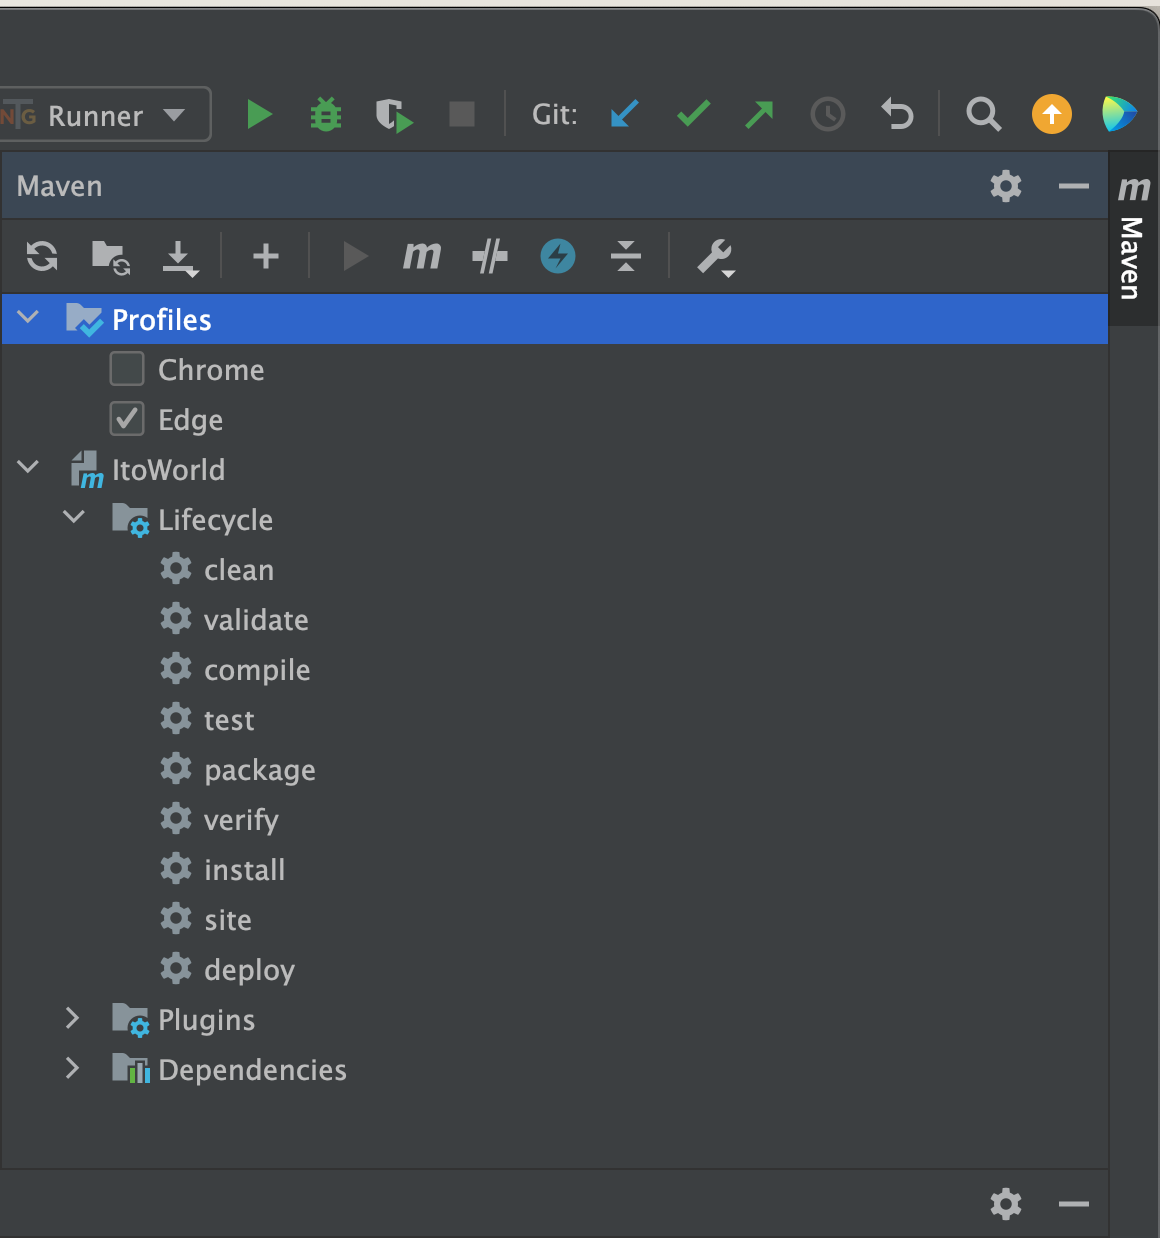 NG Runner
Git:
Maven
m
Maven
m
Profiles
Chrome
Edge
m ItoWorld
Lifecycle
clean
validate
compile
test
package
verify
install
site
deploy
Plugins
Dependencies